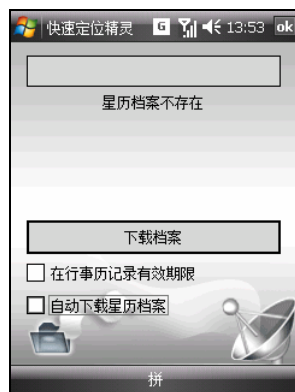 快速定位精灵 G 13:53 ok
星历档案不存在
下载档案
在行事历记录有效期限
自动下载星历档案
拼